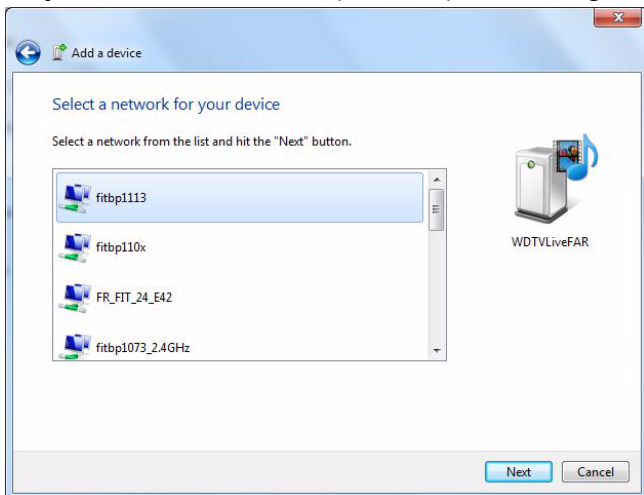 Add a device
Select a network for your device
Select a network from the list and hit the "Next" button.
fitbp1113
fitbp110x
FR_FIT_24_E42
fitbp1073_2.4GHz
WDTVLiveFAR
Next
Cancel